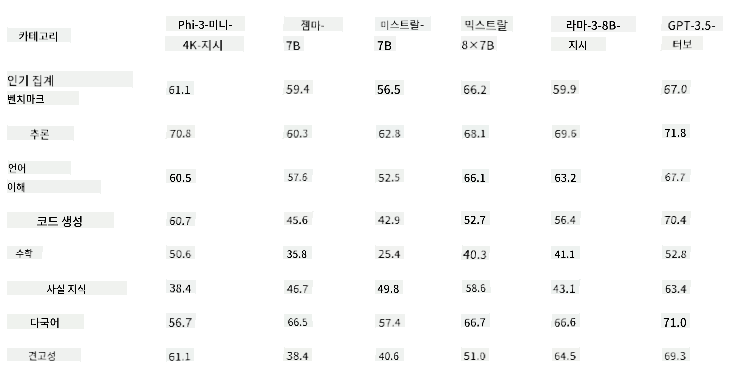 카테고리 Phi-3-미니- 젬마- 미스트랄- 믹스트랄 라마-3-8B- GPT-3.5-
4K-지시 7B 7B 8×7B 지시 터보
인기 집계
벤치마크 61.1 59.4 56.5 66.2 59.9 67.0
추론 70.8 60.3 62.8 68.1 69.6 71.8
언어
이해 60.5 57.6 52.5 66.1 63.2 67.7
코드 생성 60.7 45.6 42.9 52.7 56.4 70.4
수학 50.6 35.8 25.4 40.3 41.1 52.8
사실 지식 38.4 46.7 49.8 58.6 43.1 63.4
다국어 56.7 66.5 57.4 66.7 66.6 71.0
견고성 61.1 38.4 40.6 51.0 64.5 69.3